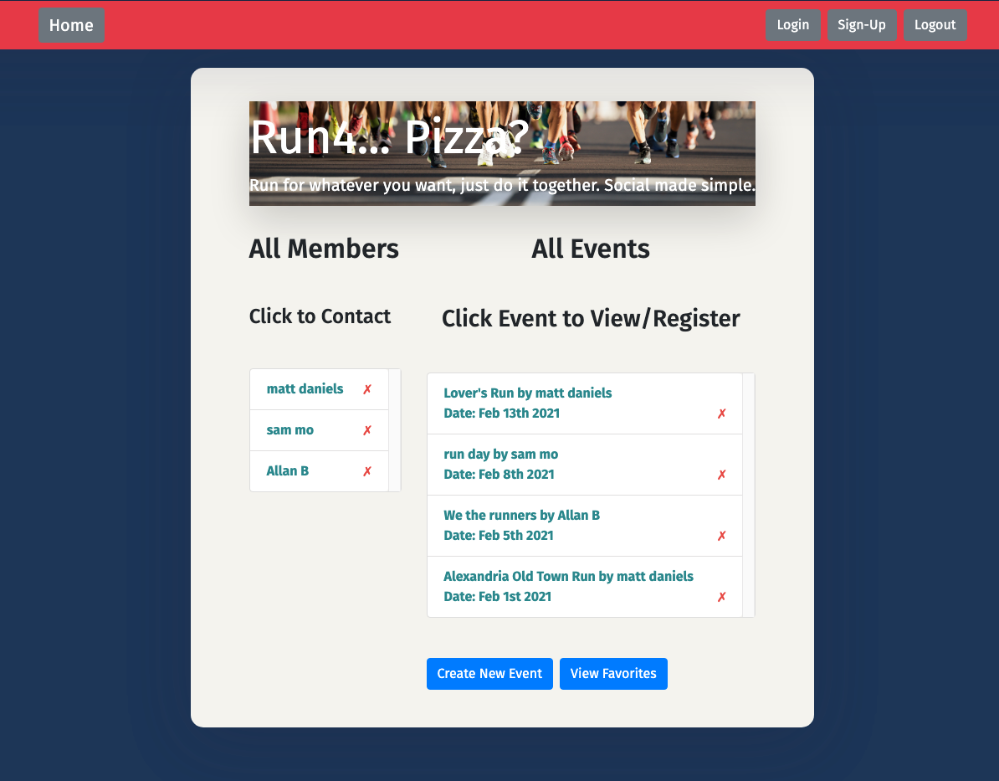 Home
Login
Sign-Up
Logout
Run4... Pizza?
Run for whatever you want, just do it together. Social made simple.
All Members
All Events
Click to Contact
Click Event to View/Register
matt daniels ✗
sam mo ✗
Allan B ✗
Lover's Run by matt daniels
Date: Feb 13th 2021 ✗
run day by sam mo
Date: Feb 8th 2021 ✗
We the runners by Allan B
Date: Feb 5th 2021 ✗
Alexandria Old Town Run by matt daniels
Date: Feb 1st 2021 ✗
Create New Event
View Favorites